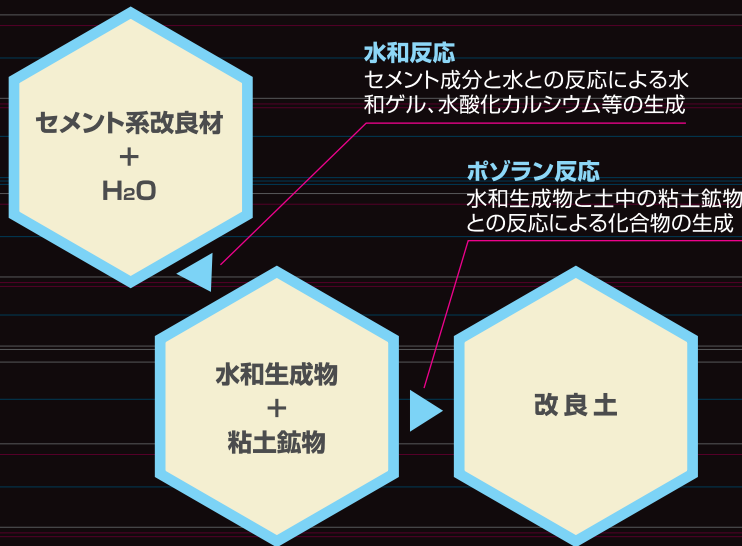 セメント系改良材
+
H₂O
水和反応
セメント成分と水との反応による水
和ゲル、水酸化カルシウム等の生成
ポゾラン反応
水和生成物と土中の粘土鉱物
との反応による化合物の生成
水和生成物
+
粘土鉱物
改良土